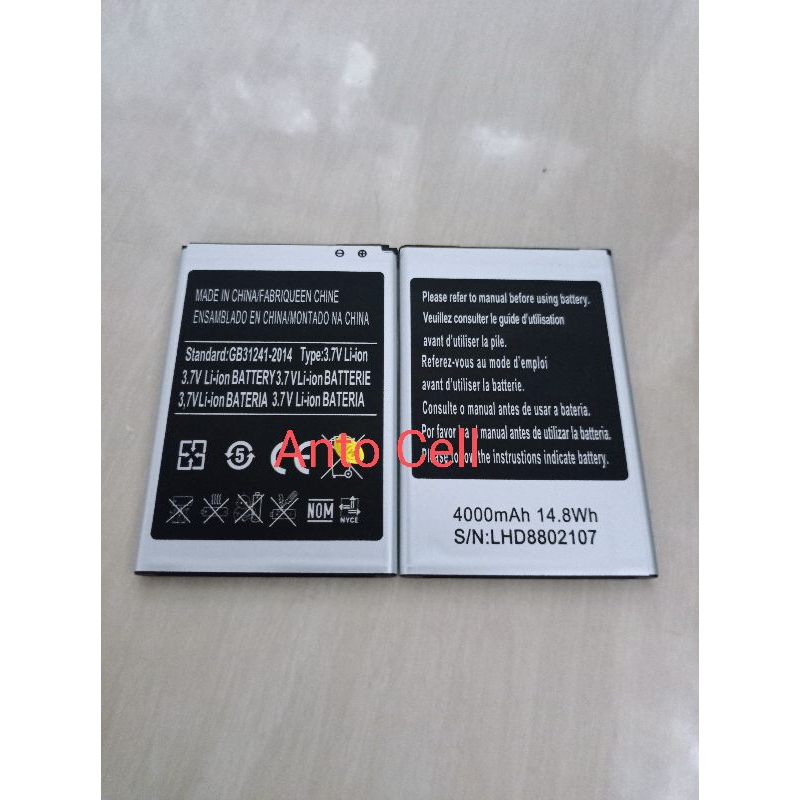 MADE IN CHINA/FABRIQUEEN CHINE
ENSAMBLADO EN CHINA/MONTADO NA CHINA
Standard:GB31241-2014 Type:3.7V Li-ion
3.7V Li-ion BATTERY 3.7V Li-ion BATTERIE
3,7V Li-ion BATERIA 3.7V Li-ion BATERIA
5 CE
NOM NYCE
Anto Cell
Please refer to manual before using battery.
Veuillez consulter le guide d'utilisation
avant d'utiliser la pile.
Referez-vous au mode d'emploi
avant d'utiliser la batterie.
Consulte o manual antes de usar a bateria.
Por favor manual antes de utilizar la batteria.
the instrustions indicate battery.
4000mAh 14.8Wh
S/N:LHD8802107